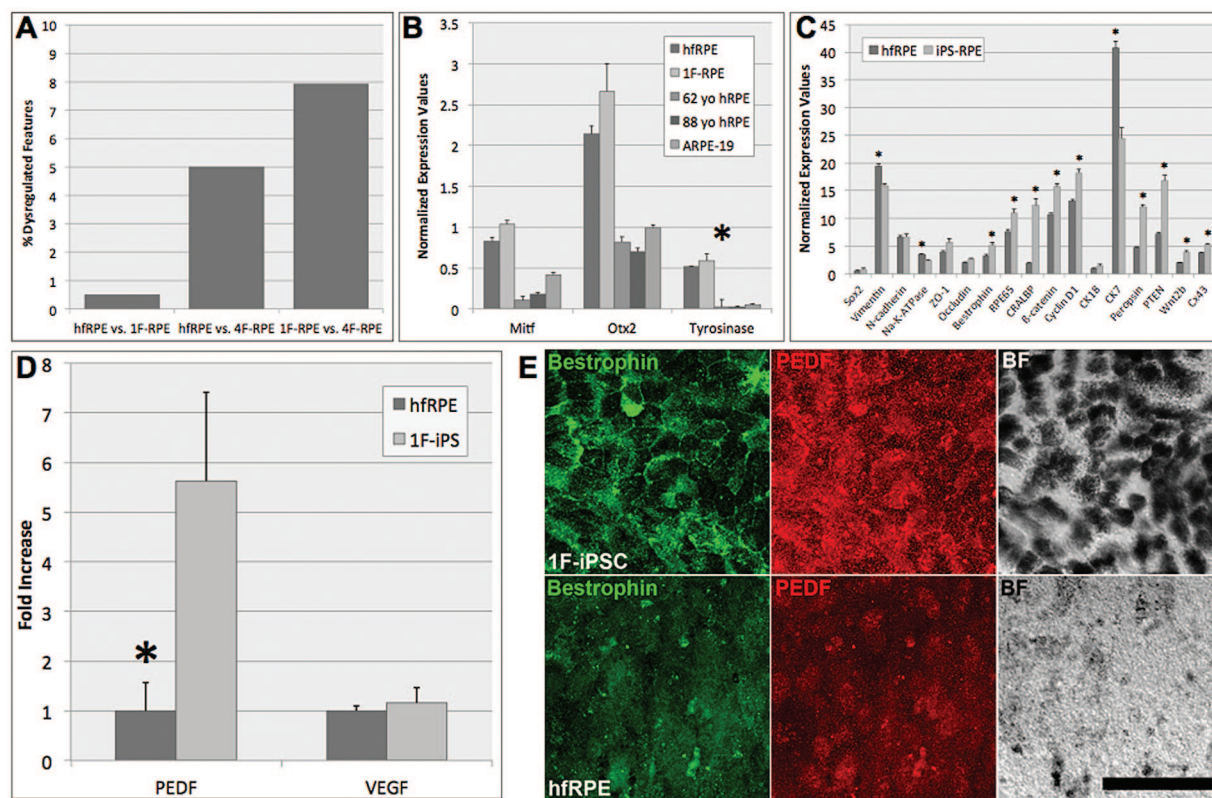 A
% Dysregulated Features
10
9
8
7
6
5
4
3
2
1
0
hfRPE vs. 1F-RPE
hfRPE vs. 4F-RPE
1F-RPE vs. 4F-RPE
B
Normalized Expression Values
3.5
3
2.5
2
1.5
1
0.5
0
hfRPE
1F-RPE
62 yo hRPE
88 yo hRPE
ARPE-19
*
Mitf
Otx2
Tyrosinase
C
Normalized Expression Values
45
40
35
30
25
20
15
10
5
0
hfRPE
iPS-RPE
* * * * * * * * * * * *
Sox2
Vimentin
N-cadherin
Na-K-ATPase
ZO-1
Occludin
Bestrophin
RPE65
CRALBP
ß-catenin
Cyclin D1
CK18
CK7
Peropsin
PTEN
Wnt2b
Cx43
D
Fold Increase
8
7
6
5
4
3
2
1
0
hfRPE
1F-iPS
*
PEDF
VEGF
E
Bestrophin
PEDF
BF
1F-iPSC
Bestrophin
PEDF
BF
hfRPE